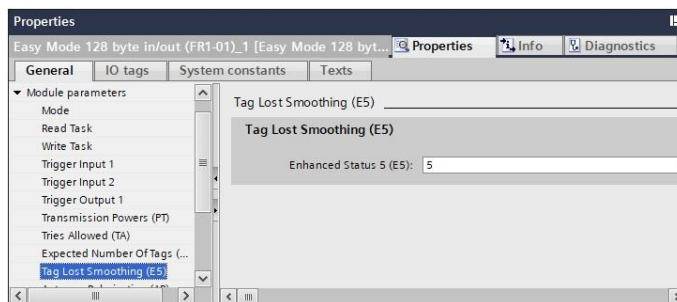 Properties
Easy Mode 128 byte in/out (FR1-01)_1 [Easy Mode 128 byt...
Properties
Info
Diagnostics
General
IO tags
System constants
Texts
Module parameters
Mode
Read Task
Write Task
Trigger Input 1
Trigger Input 2
Trigger Output 1
Transmission Powers (PT)
Tries Allowed (TA)
Expected Number Of Tags (...
Tag Lost Smoothing (E5)
Tag Lost Smoothing (E5)
Tag Lost Smoothing (E5)
Enhanced Status 5 (E5): 5